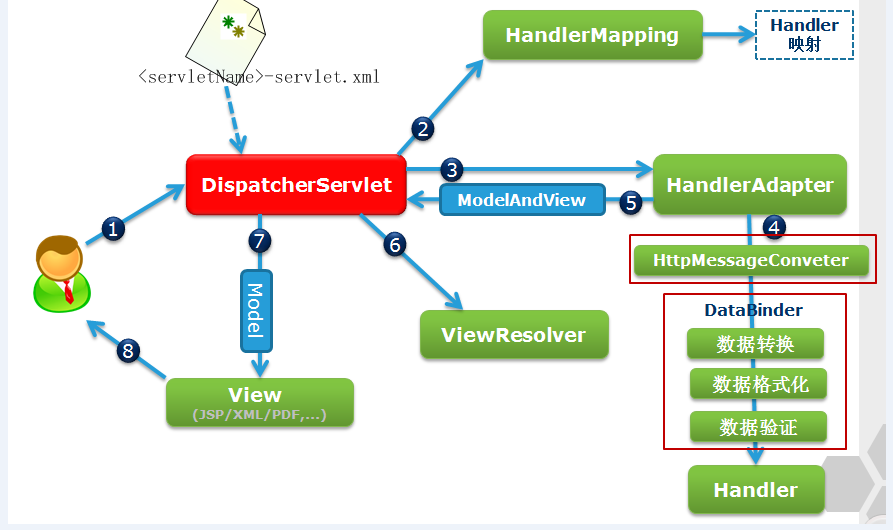 HandlerMapping
Handler
映射
<servletName>-servlet.xml
2
DispatcherServlet
3
HandlerAdapter
ModelAndView
5
1
7
6
4
HttpMessageConveter
Model
DataBinder
ViewResolver
数据转换
8
View
(JSP/XML/PDF,...)
数据格式化
数据验证
Handler